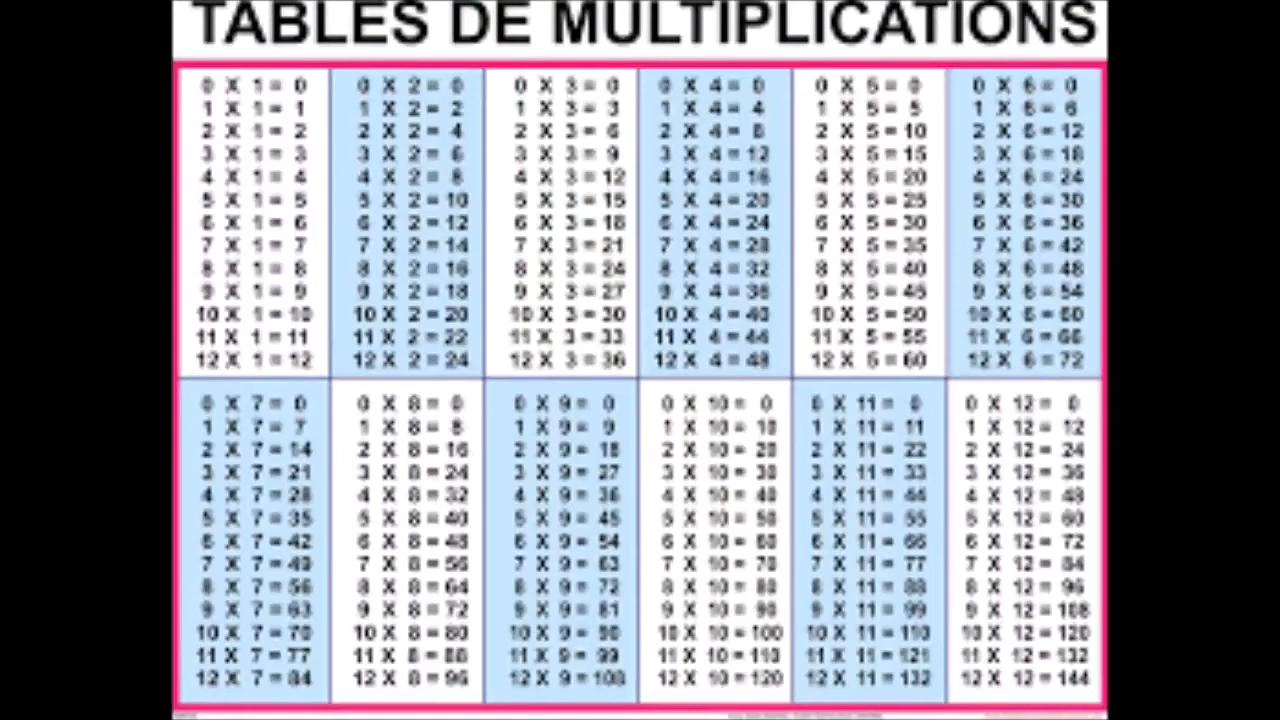 TABLES DE MULTIPLICATIONS
0 X 1 = 0
1 X 1 = 1
2 X 1 = 2
3 X 1 = 3
4 X 1 = 4
5 X 1 = 5
6 X 1 = 6
7 X 1 = 7
8 X 1 = 8
9 X 1 = 9
10 X 1 = 10
11 X 1 = 11
12 X 1 = 12
0 X 2 = 0
1 X 2 = 2
2 X 2 = 4
3 X 2 = 6
4 X 2 = 8
5 X 2 = 10
6 X 2 = 12
7 X 2 = 14
8 X 2 = 16
9 X 2 = 18
10 X 2 = 20
11 X 2 = 22
12 X 2 = 24
0 X 3 = 0
1 X 3 = 3
2 X 3 = 6
3 X 3 = 9
4 X 3 = 12
5 X 3 = 15
6 X 3 = 18
7 X 3 = 21
8 X 3 = 24
9 X 3 = 27
10 X 3 = 30
11 X 3 = 33
12 X 3 = 36
0 X 4 = 0
1 X 4 = 4
2 X 4 = 8
3 X 4 = 12
4 X 4 = 16
5 X 4 = 20
6 X 4 = 24
7 X 4 = 28
8 X 4 = 32
9 X 4 = 36
10 X 4 = 40
11 X 4 = 44
12 X 4 = 48
0 X 5 = 0
1 X 5 = 5
2 X 5 = 10
3 X 5 = 15
4 X 5 = 20
5 X 5 = 25
6 X 5 = 30
7 X 5 = 35
8 X 5 = 40
9 X 5 = 45
10 X 5 = 50
11 X 5 = 55
12 X 5 = 60
0 X 6 = 0
1 X 6 = 6
2 X 6 = 12
3 X 6 = 18
4 X 6 = 24
5 X 6 = 30
6 X 6 = 36
7 X 6 = 42
8 X 6 = 48
9 X 6 = 54
10 X 6 = 60
11 X 6 = 66
12 X 6 = 72
0 X 7 = 0
1 X 7 = 7
2 X 7 = 14
3 X 7 = 21
4 X 7 = 28
5 X 7 = 35
6 X 7 = 42
7 X 7 = 49
8 X 7 = 56
9 X 7 = 63
10 X 7 = 70
11 X 7 = 77
12 X 7 = 84
0 X 8 = 0
1 X 8 = 8
2 X 8 = 16
3 X 8 = 24
4 X 8 = 32
5 X 8 = 40
6 X 8 = 48
7 X 8 = 56
8 X 8 = 64
9 X 8 = 72
10 X 8 = 80
11 X 8 = 88
12 X 8 = 96
0 X 9 = 0
1 X 9 = 9
2 X 9 = 18
3 X 9 = 27
4 X 9 = 36
5 X 9 = 45
6 X 9 = 54
7 X 9 = 63
8 X 9 = 72
9 X 9 = 81
10 X 9 = 90
11 X 9 = 99
12 X 9 = 108
0 X 10 = 0
1 X 10 = 10
2 X 10 = 20
3 X 10 = 30
4 X 10 = 40
5 X 10 = 50
6 X 10 = 60
7 X 10 = 70
8 X 10 = 80
9 X 10 = 90
10 X 10 = 100
11 X 10 = 110
12 X 10 = 120
0 X 11 = 0
1 X 11 = 11
2 X 11 = 22
3 X 11 = 33
4 X 11 = 44
5 X 11 = 55
6 X 11 = 66
7 X 11 = 77
8 X 11 = 88
9 X 11 = 99
10 X 11 = 110
11 X 11 = 121
12 X 11 = 132
0 X 12 = 0
1 X 12 = 12
2 X 12 = 24
3 X 12 = 36
4 X 12 = 48
5 X 12 = 60
6 X 12 = 72
7 X 12 = 84
8 X 12 = 96
9 X 12 = 108
10 X 12 = 120
11 X 12 = 132
12 X 12 = 144